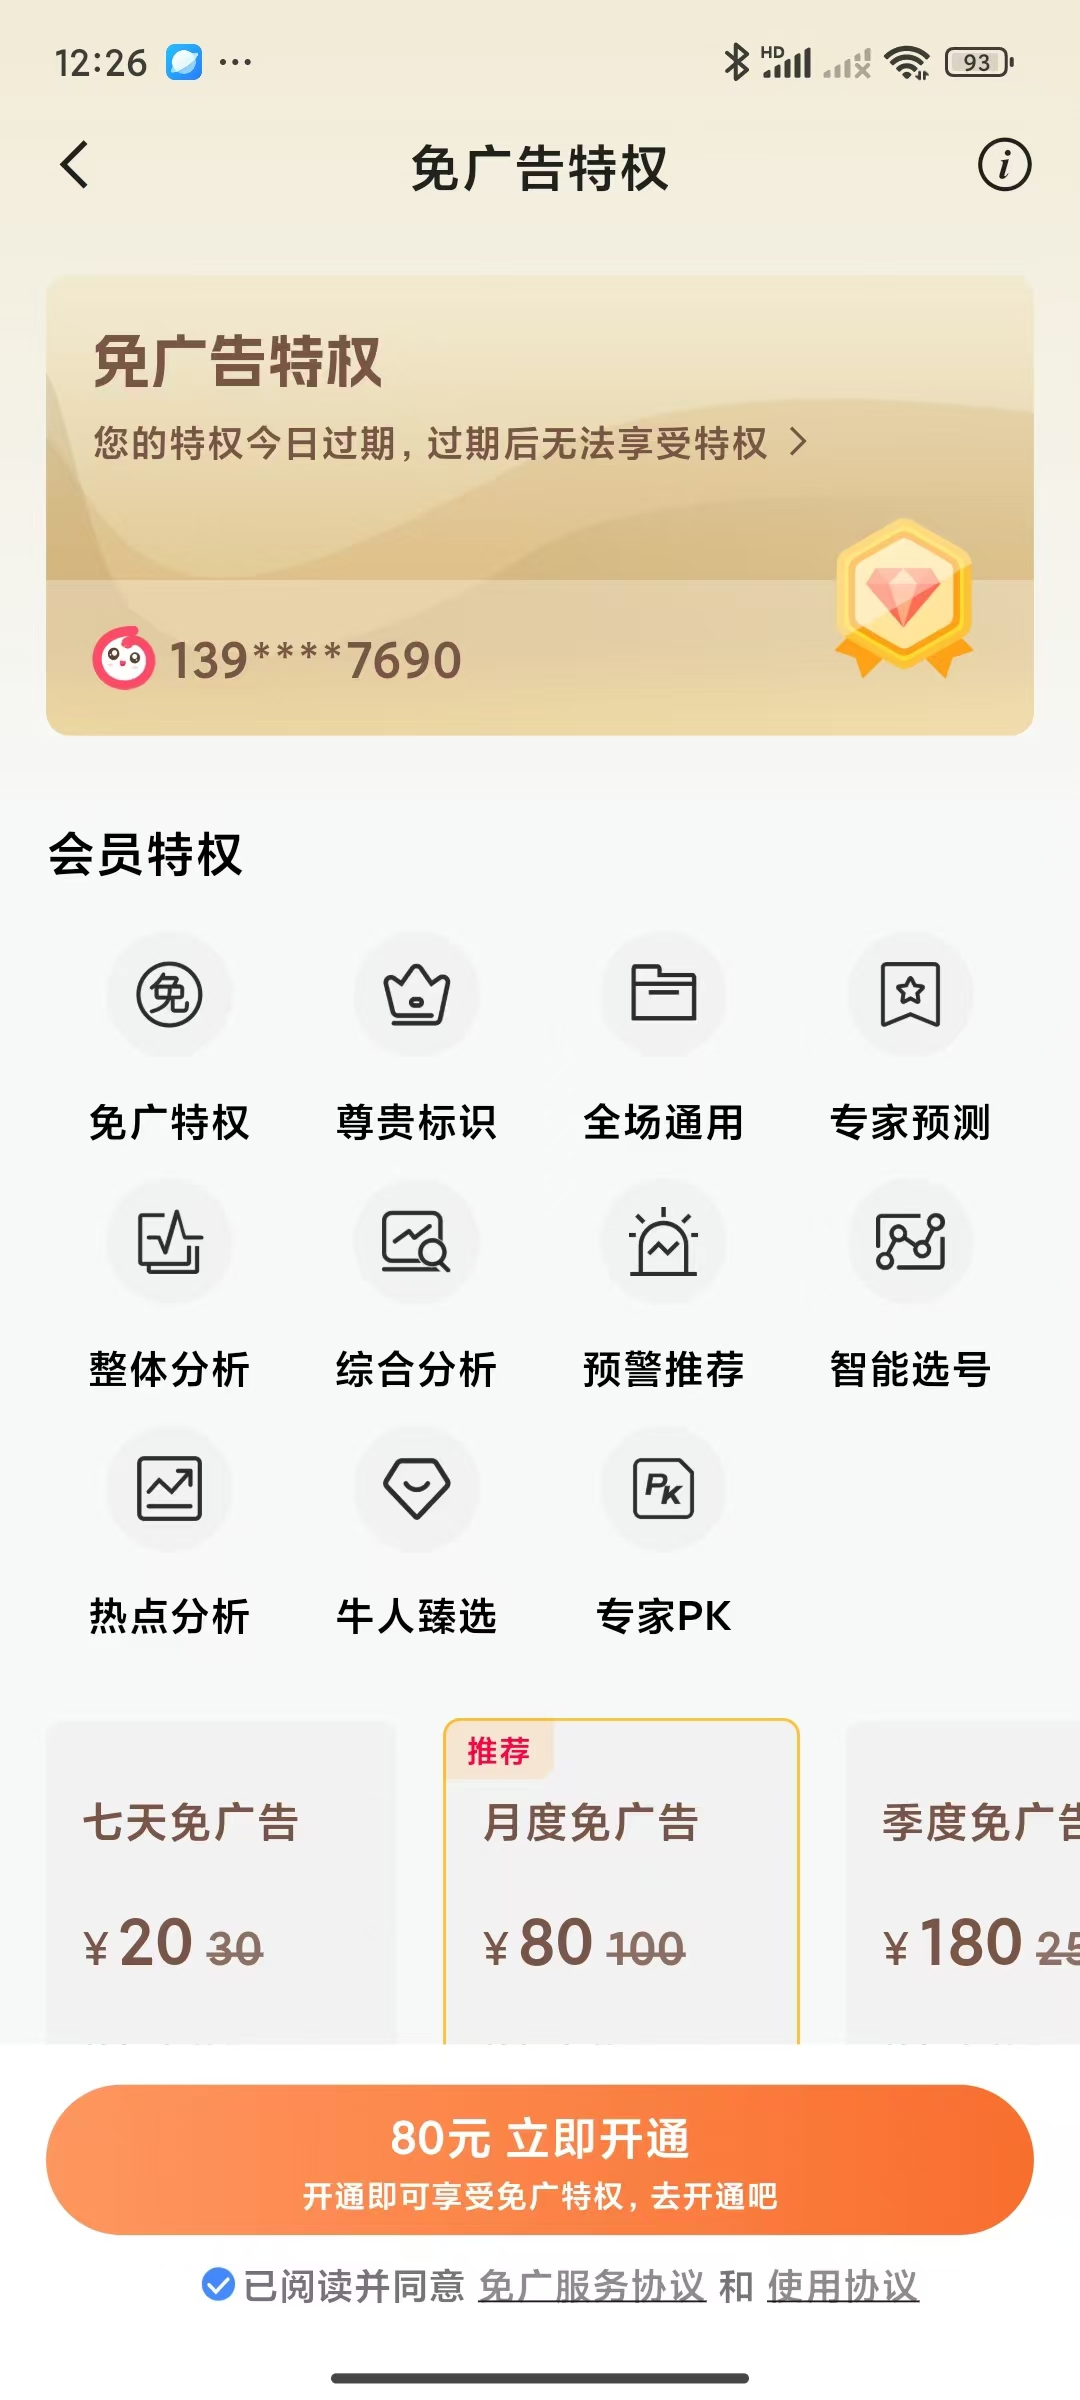 12:26
HD
93
免广告特权
免广告特权
您的特权今日过期，过期后无法享受特权
139****7690
会员特权
免
免广特权 尊贵标识 全场通用 专家预测
整体分析 综合分析 预警推荐 智能选号
PK
热点分析 牛人臻选 专家PK
推荐
七天免广告 月度免广告 季度免广告
¥20 30 ¥80 100 ¥180 25
80元 立即开通
开通即可享受免广特权，去开通吧
已阅读并同意 免广服务协议 和 使用协议